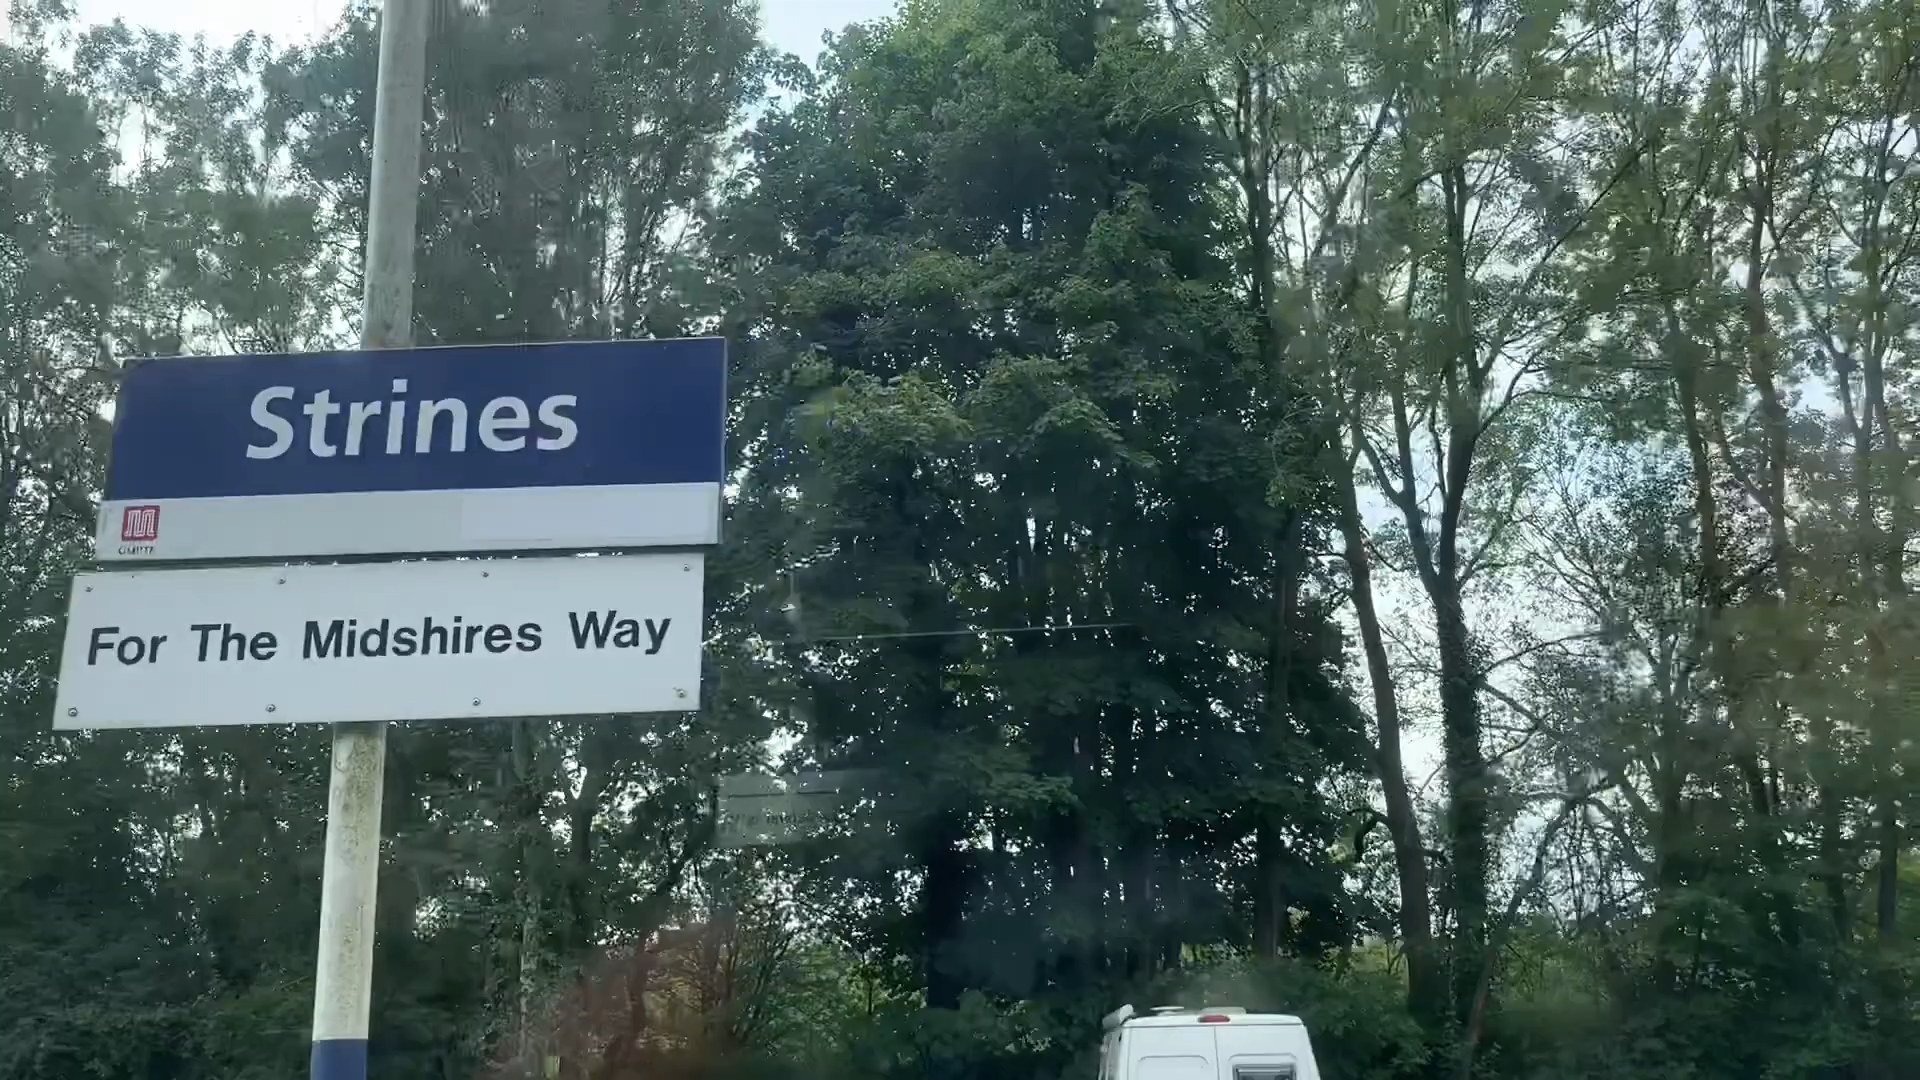 Strines
GMPTE
For The Midshires Way